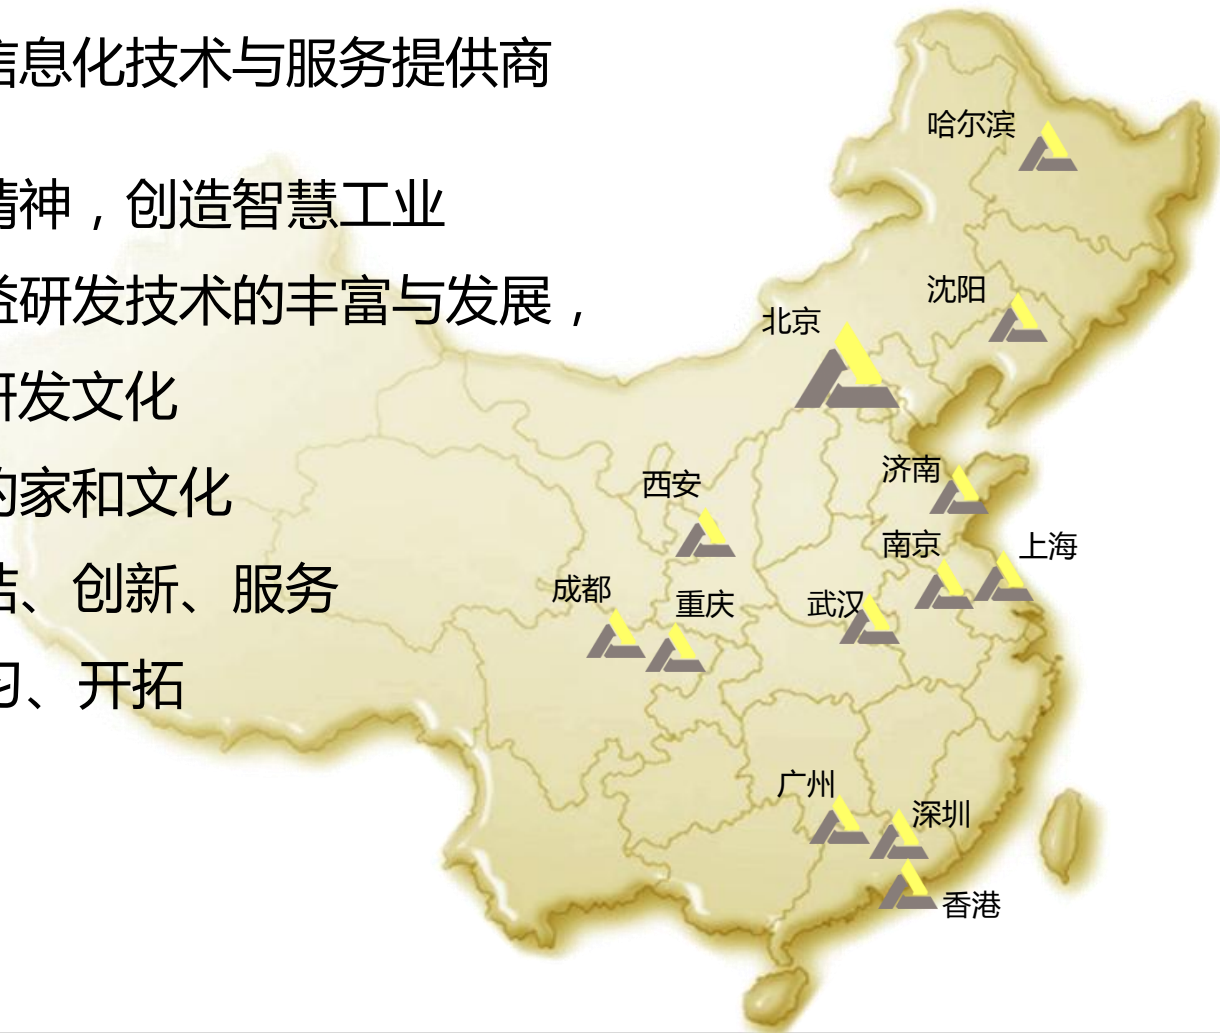 信息化技术与服务提供商
精神，创造智慧工业
益研发技术的丰富与发展，
研发文化
的家和文化
结、创新、服务
习、开拓
哈尔滨
沈阳
北京
济南
西安
南京
上海
成都
重庆
武汉
广州
深圳
香港